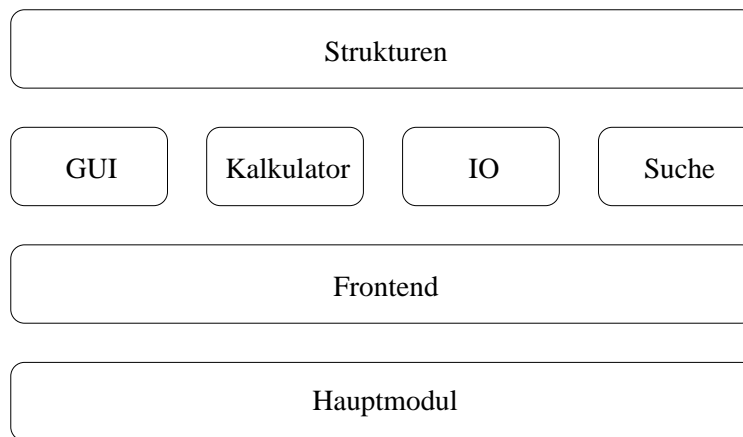 Strukturen
GUI Kalkulator IO Suche
Frontend
Hauptmodul